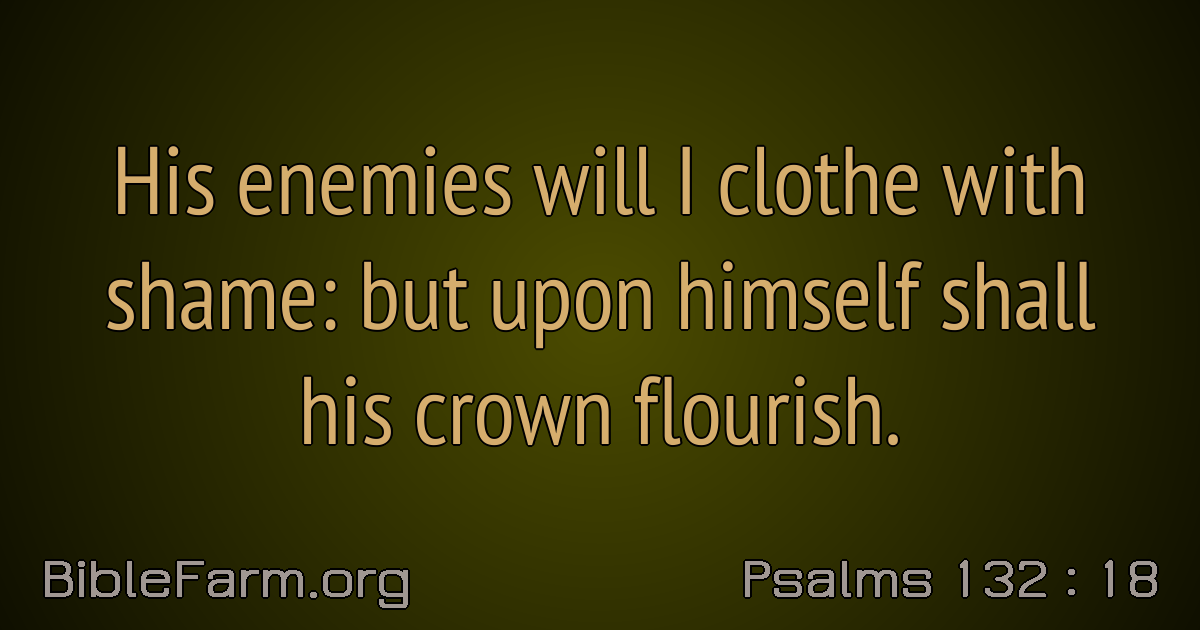 His enemies will I clothe with
shame: but upon himself shall
his crown flourish.
BibleFarm.org
Psalms 132 : 18